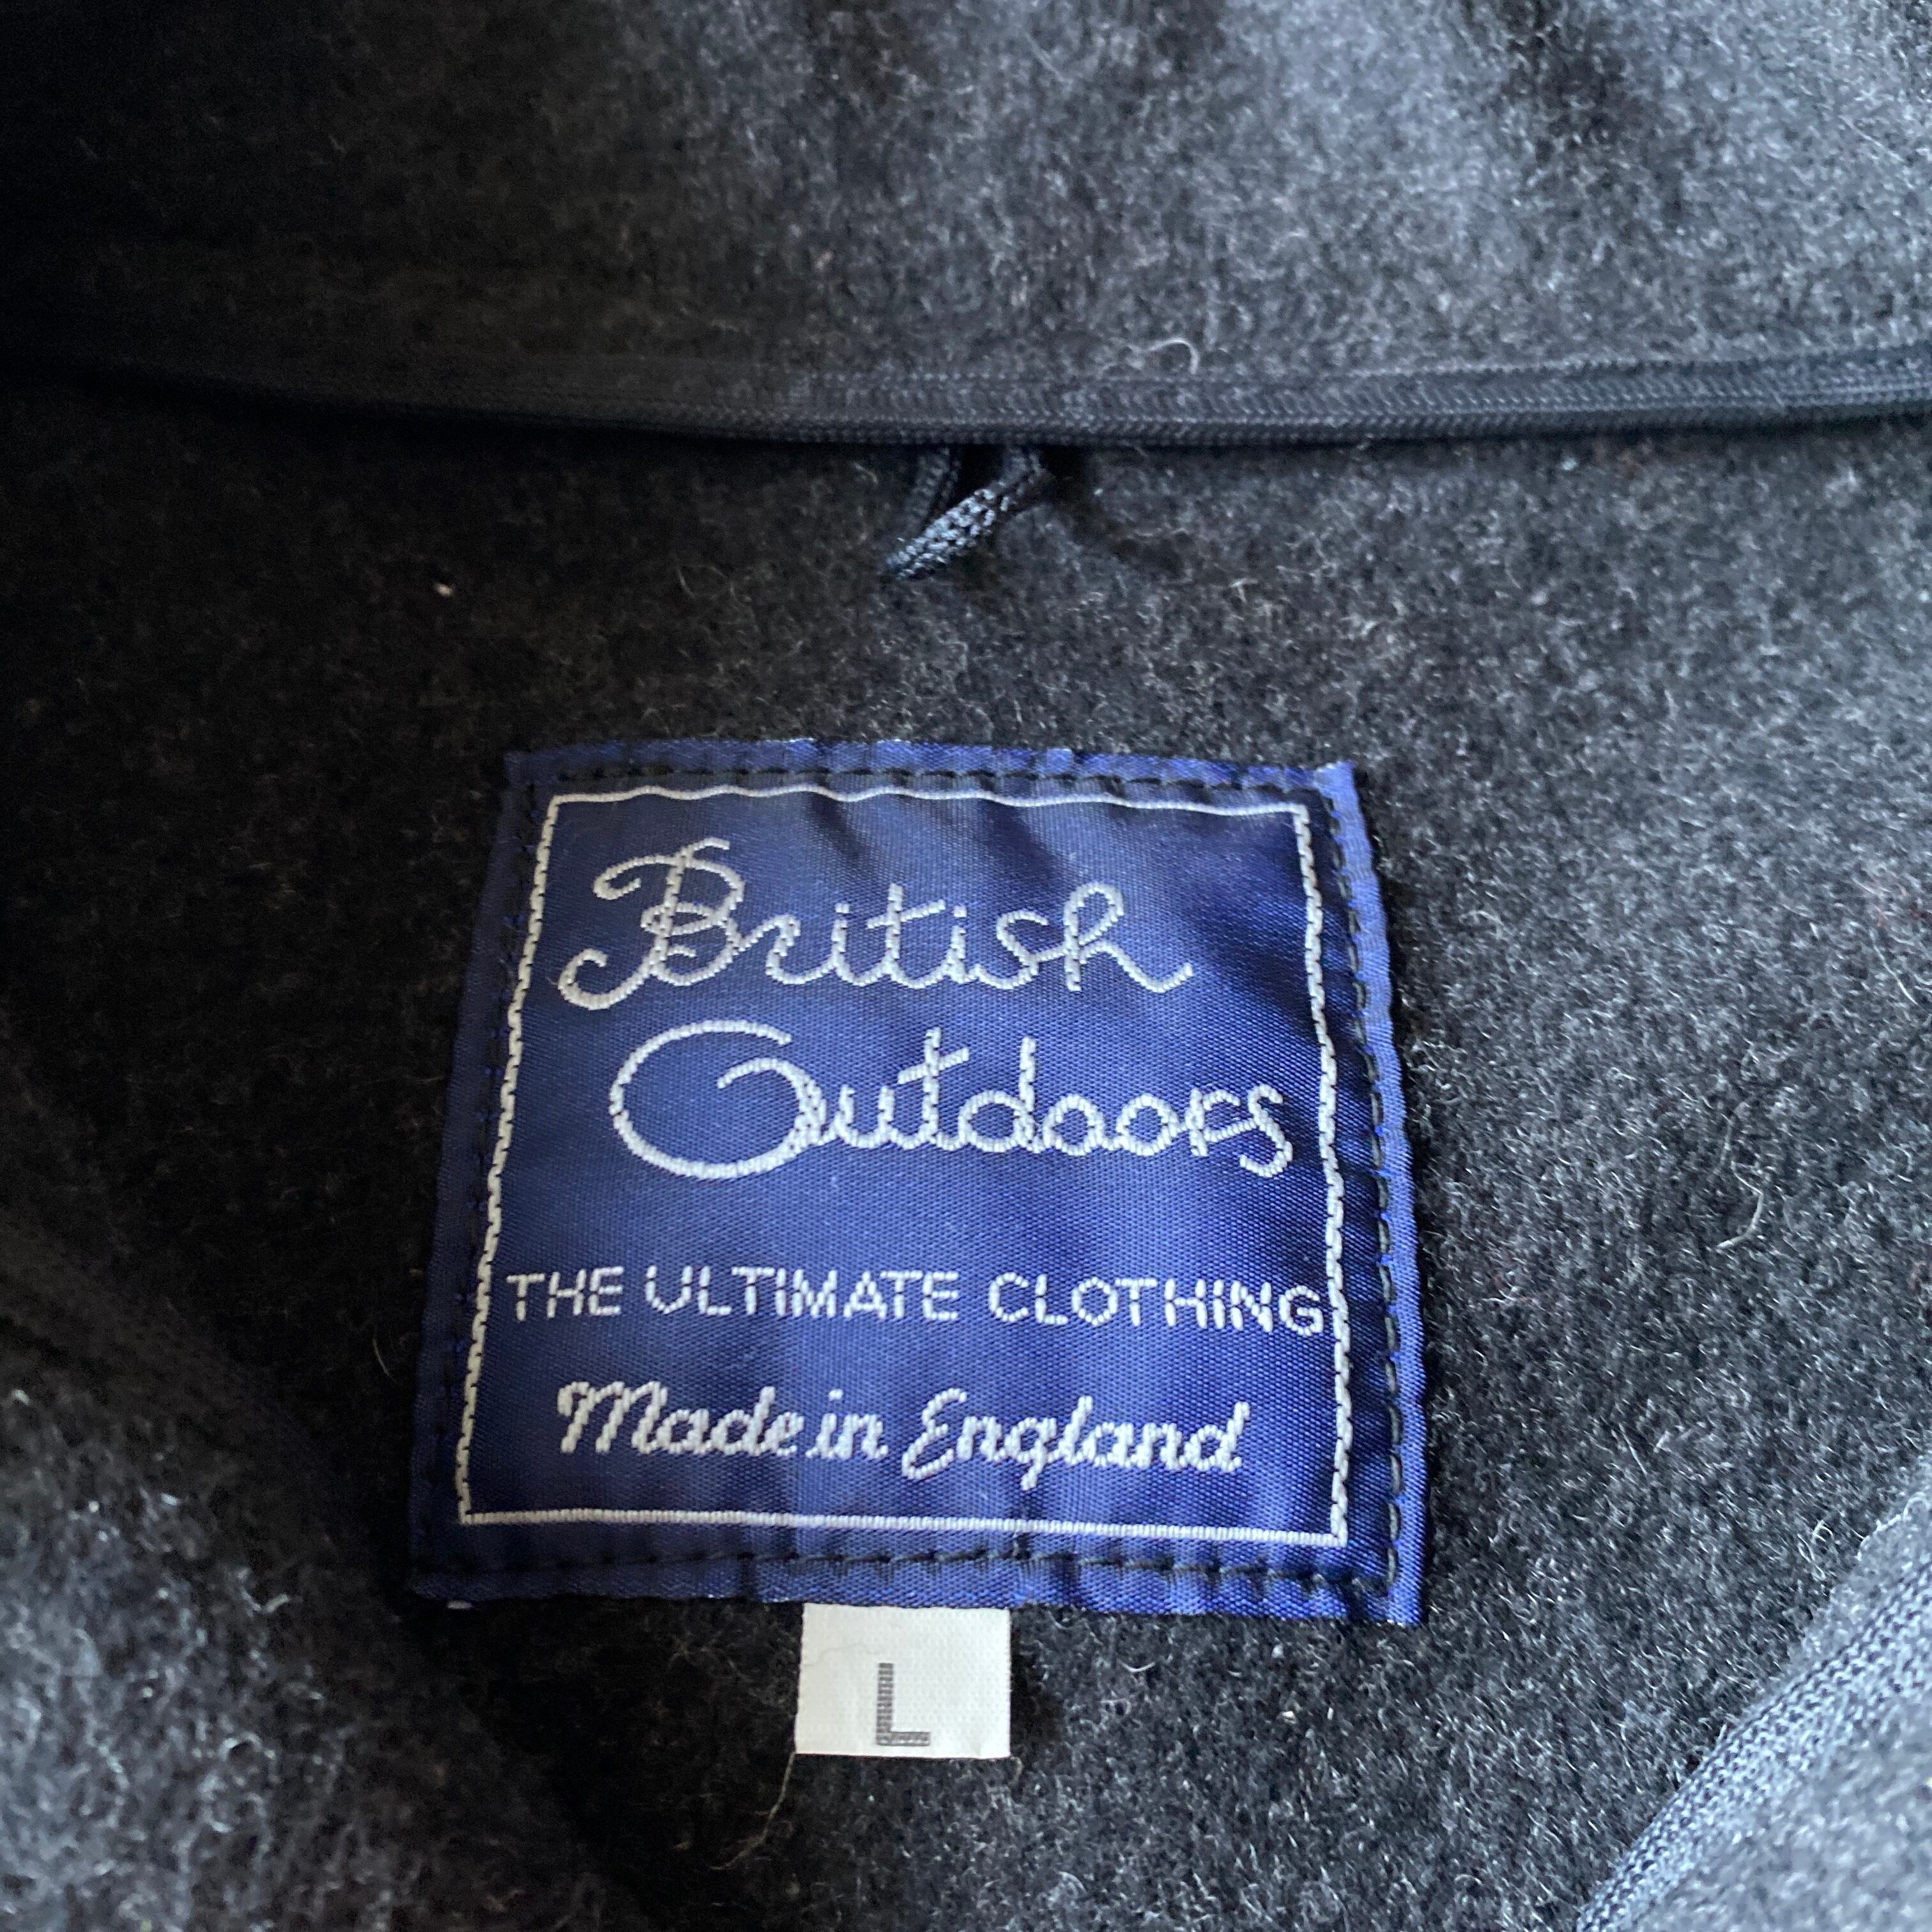 British
Outdoors
THE ULTIMATE CLOTHING
Made in England
L